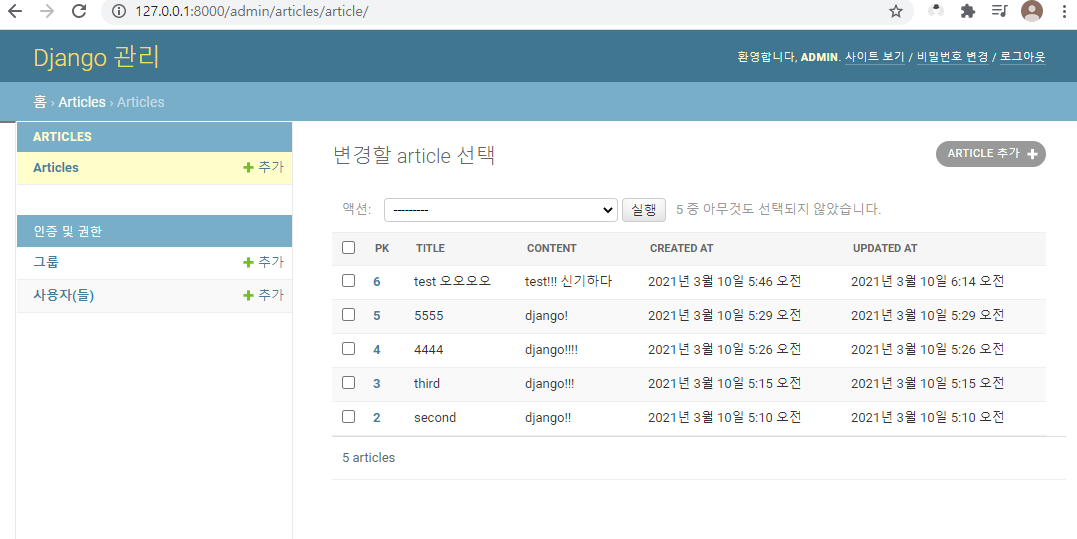 127.0.0.1:8000/admin/articles/article/
Django 관리
환영합니다, ADMIN. 사이트 보기 / 비밀번호 변경 / 로그아웃
홈 › Articles › Articles
ARTICLES
Articles + 추가
인증 및 권한
그룹 + 추가
사용자(들) + 추가
변경할 article 선택
ARTICLE 추가 +
액션: --------- 실행 5 중 아무것도 선택되지 않았습니다.
PK TITLE CONTENT CREATED AT UPDATED AT
6 test 오오오오 test!!! 신기하다 2021년 3월 10일 5:46 오전 2021년 3월 10일 6:14 오전
5 5555 django! 2021년 3월 10일 5:29 오전 2021년 3월 10일 5:29 오전
4 4444 django!!!! 2021년 3월 10일 5:26 오전 2021년 3월 10일 5:26 오전
3 third django!!! 2021년 3월 10일 5:15 오전 2021년 3월 10일 5:15 오전
2 second django!! 2021년 3월 10일 5:10 오전 2021년 3월 10일 5:10 오전
5 articles